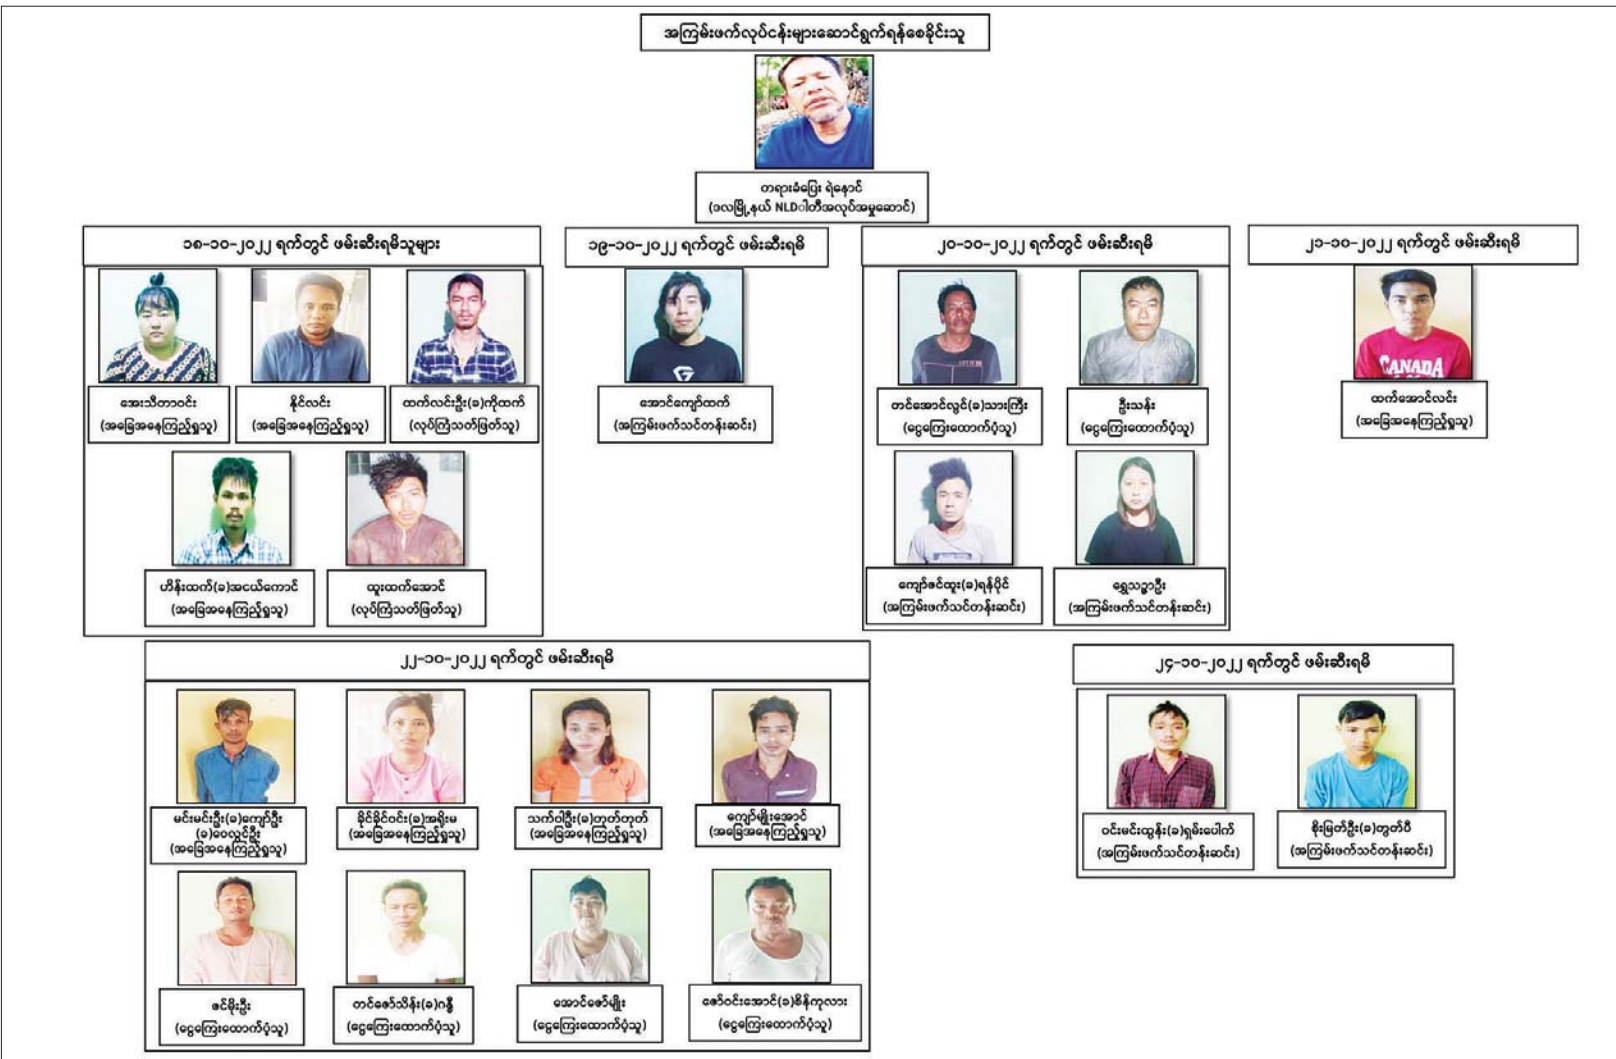 အကြမ်းဖက်လုပ်ငန်းများဆောင်ရွက်ရန်စေခိုင်းသူ
တရားခံပြေး ရဲနောင်
(ဒလမြို့နယ် NLDပါတီအလုပ်အမှုဆောင်)
၁၈-၁၀-၂၀၂၂ ရက်တွင် ဖမ်းဆီးရမိသူများ
အေးသီတာဝင်း
(အခြေအနေကြည့်ရှုသူ)
နိုင်လင်း
(အခြေအနေကြည့်ရှုသူ)
ထက်လင်းဦး(ခ)ကိုထက်
(လုပ်ကြံသတ်ဖြတ်သူ)
ဟိန်းထက်(ခ)အငယ်ကောင်
(အခြေအနေကြည့်ရှုသူ)
ထူးထက်အောင်
(လုပ်ကြံသတ်ဖြတ်သူ)
၁၉-၁၀-၂၀၂၂ ရက်တွင် ဖမ်းဆီးရမိ
အောင်ကျော်ထက်
(အကြမ်းဖက်သင်တန်းဆင်း)
၂၀-၁၀-၂၀၂၂ ရက်တွင် ဖမ်းဆီးရမိ
တင်အောင်လွင်(ခ)သားကြီး
(ငွေကြေးထောက်ပံ့သူ)
ဦးသန်း
(ငွေကြေးထောက်ပံ့သူ)
ကျော်ဇင်ထူး(ခ)ရန်ပိုင်
(အကြမ်းဖက်သင်တန်းဆင်း)
ရွှေသဥ္ဇာဦး
(အကြမ်းဖက်သင်တန်းဆင်း)
၂၁-၁၀-၂၀၂၂ ရက်တွင် ဖမ်းဆီးရမိ
CANADA
ထက်အောင်လင်း
(အခြေအနေကြည့်ရှုသူ)
၂၂-၁၀-၂၀၂၂ ရက်တွင် ဖမ်းဆီးရမိ
မင်းမင်းဦး(ခ)ကျော်ဦး
(ခ)ဝေလွင်ဦး
(အခြေအနေကြည့်ရှုသူ)
ခိုင်ခိုင်ဝင်း(ခ)အရိုးမ
(အခြေအနေကြည့်ရှုသူ)
သက်ဝါဦး(ခ)တုတ်တုတ်
(အခြေအနေကြည့်ရှုသူ)
ကျော်မျိုးအောင်
(အခြေအနေကြည့်ရှုသူ)
ဇင်မိုးဦး
(ငွေကြေးထောက်ပံ့သူ)
တင်ဇော်သိန်း(ခ)ဂန္ဓီ
(ငွေကြေးထောက်ပံ့သူ)
အောင်ဇော်မျိုး
(ငွေကြေးထောက်ပံ့သူ)
ဇော်ဝင်းအောင်(ခ)စိန်ကုလား
(ငွေကြေးထောက်ပံ့သူ)
၂၄-၁၀-၂၀၂၂ ရက်တွင် ဖမ်းဆီးရမိ
ဝင်းမင်းထွန်း(ခ)ရှမ်းပေါက်
(အကြမ်းဖက်သင်တန်းဆင်း)
စိုးမြတ်ဦး(ခ)တွတ်ပီ
(အကြမ်းဖက်သင်တန်းဆင်း)